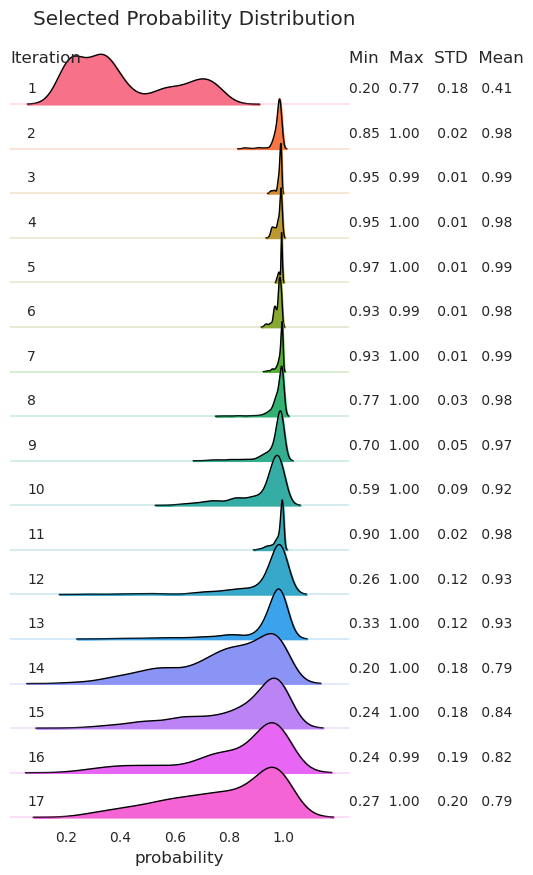 Selected Probability Distribution
Iteration Min Max STD Mean
1 0.20 0.77 0.18 0.41
2 0.85 1.00 0.02 0.98
3 0.95 0.99 0.01 0.99
4 0.95 1.00 0.01 0.98
5 0.97 1.00 0.01 0.99
6 0.93 0.99 0.01 0.98
7 0.93 1.00 0.01 0.99
8 0.77 1.00 0.03 0.98
9 0.70 1.00 0.05 0.97
10 0.59 1.00 0.09 0.92
11 0.90 1.00 0.02 0.98
12 0.26 1.00 0.12 0.93
13 0.33 1.00 0.12 0.93
14 0.20 1.00 0.18 0.79
15 0.24 1.00 0.18 0.84
16 0.24 0.99 0.19 0.82
17 0.27 1.00 0.20 0.79
0.2 0.4 0.6 0.8 1.0
probability